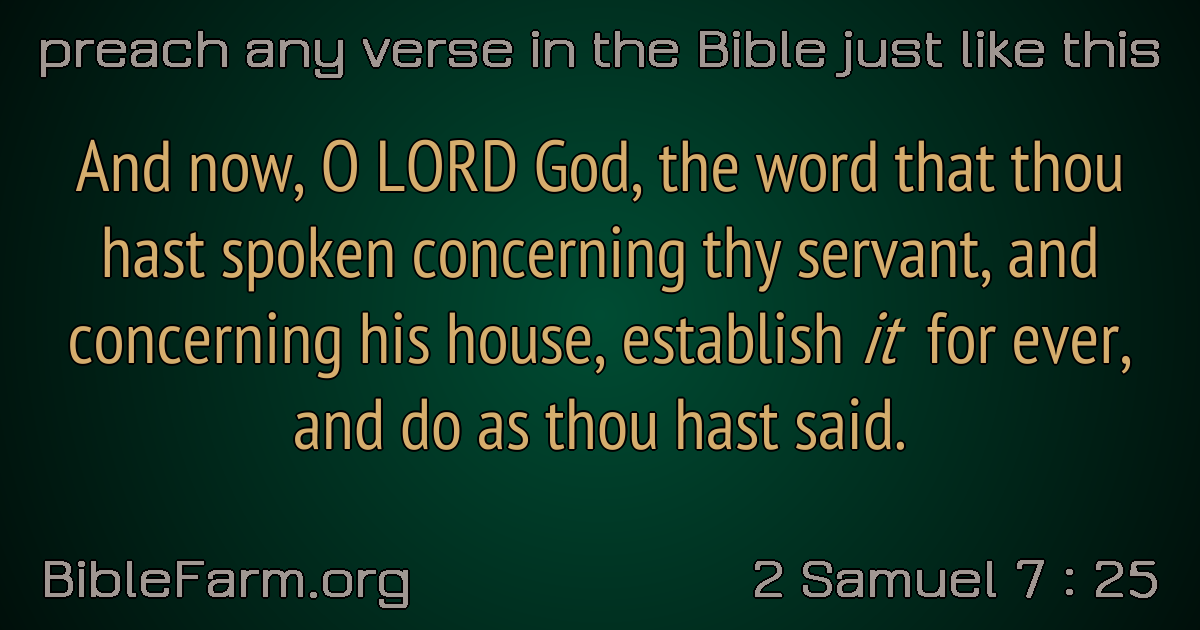 preach any verse in the Bible just like this
And now, O LORD God, the word that thou
hast spoken concerning thy servant, and
concerning his house, establish it for ever,
and do as thou hast said.
BibleFarm.org
2 Samuel 7 : 25